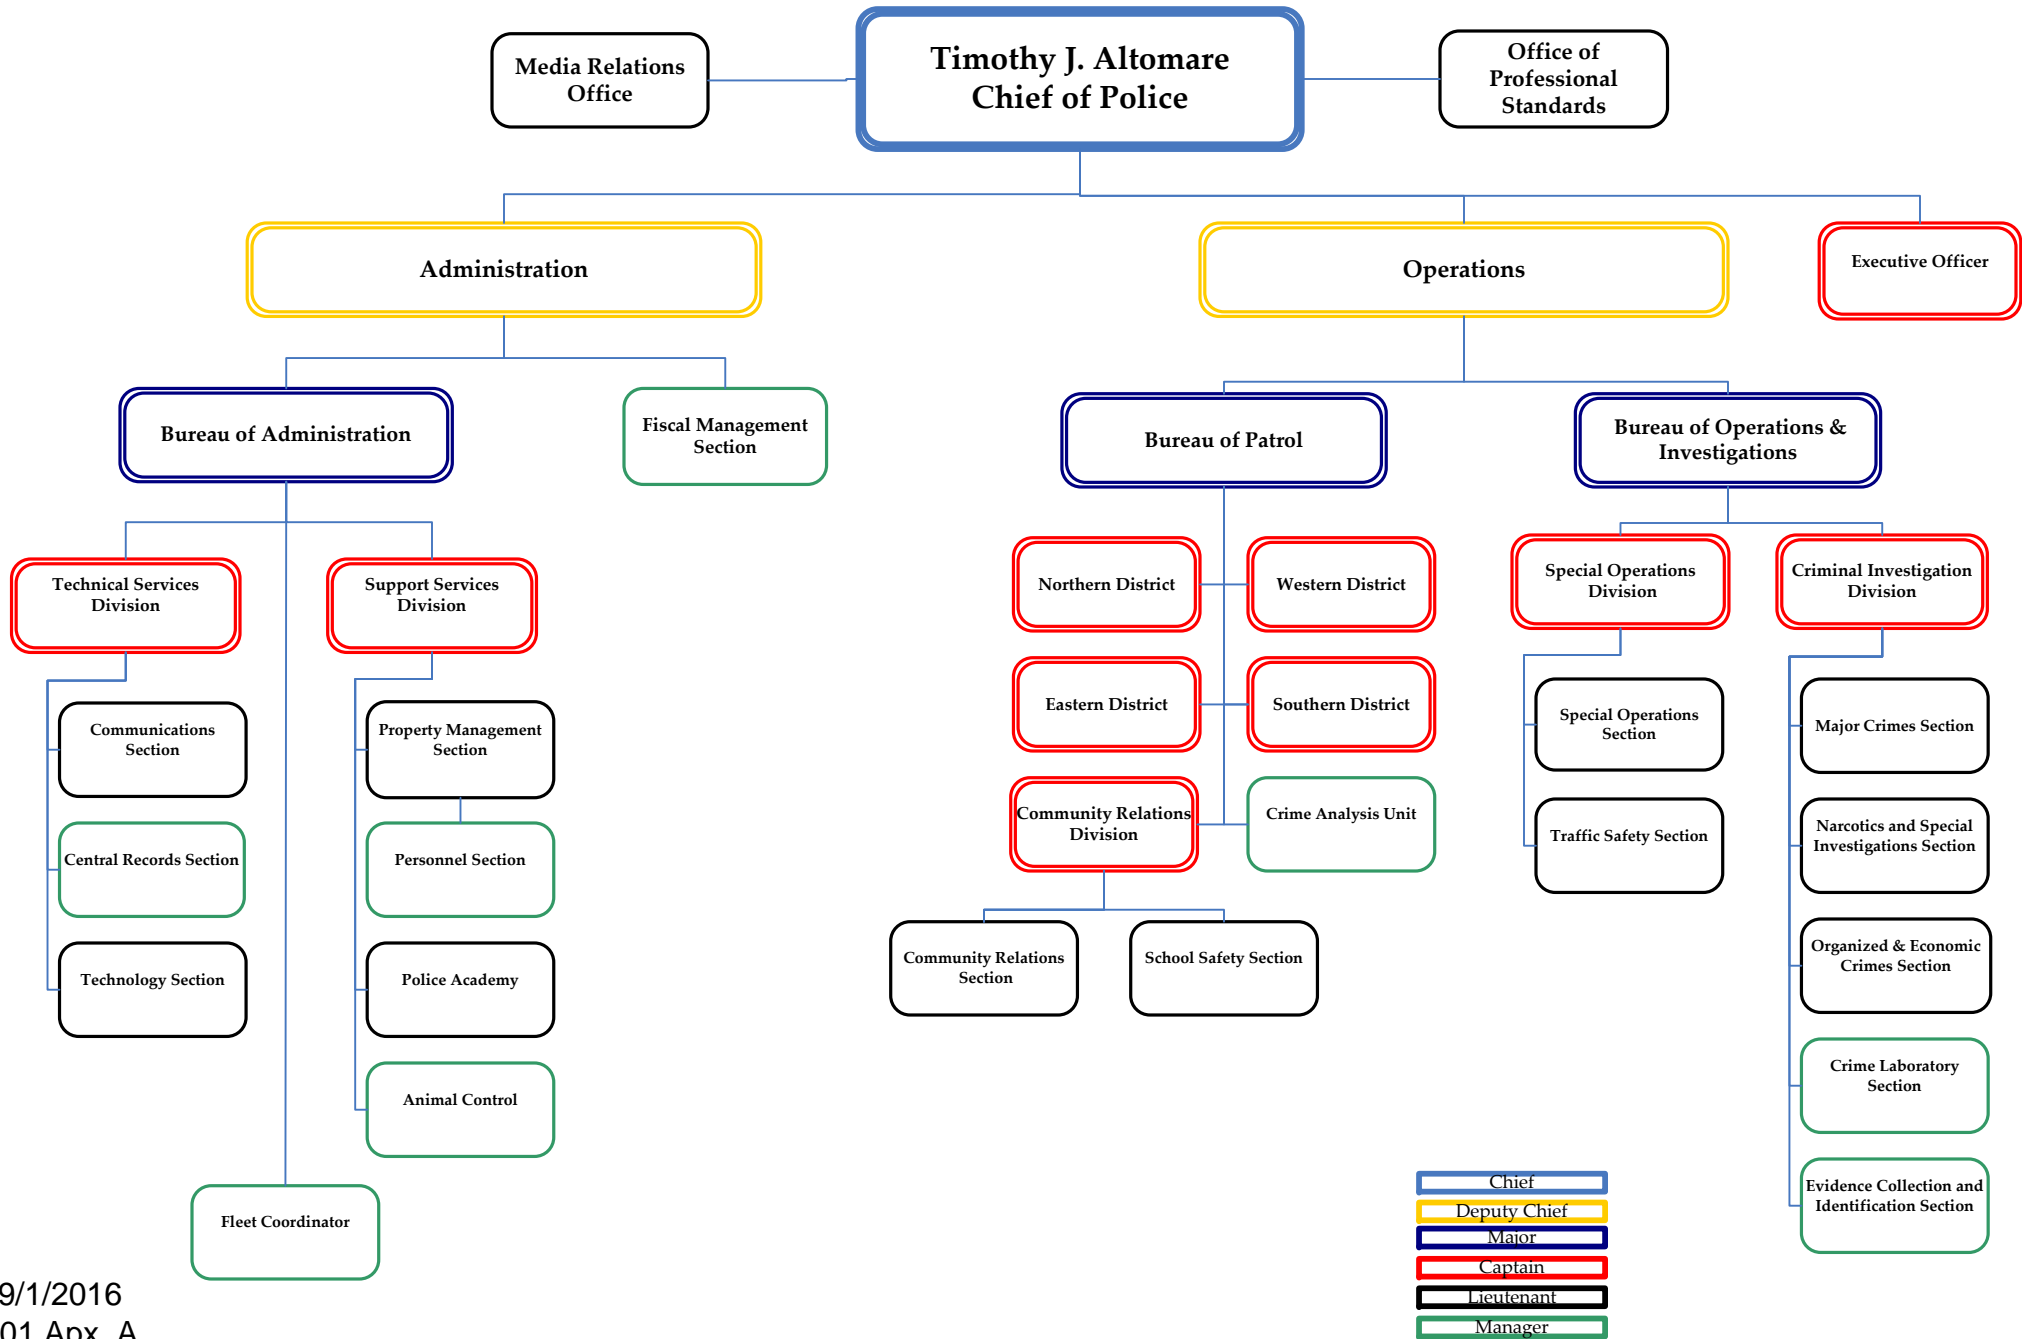 Media Relations
Office
Timothy J. Altomare
Chief of Police
Office of
Professional
Standards
Administration
Operations
Executive Officer
Bureau of Administration
Fiscal Management
Section
Bureau of Patrol
Bureau of Operations &
Investigations
Technical Services
Division
Support Services
Division
Northern District
Western District
Special Operations
Division
Criminal Investigation
Division
Communications
Section
Property Management
Section
Eastern District
Southern District
Special Operations
Section
Major Crimes Section
Central Records Section
Personnel Section
Community Relations
Division
Crime Analysis Unit
Traffic Safety Section
Narcotics and Special
Investigations Section
Technology Section
Police Academy
Community Relations
Section
School Safety Section
Organized & Economic
Crimes Section
Animal Control
Crime Laboratory
Section
Fleet Coordinator
Evidence Collection and
Identification Section
Chief
Deputy Chief
Major
Captain
Lieutenant
Manager
9/1/2016
01 Apx. A